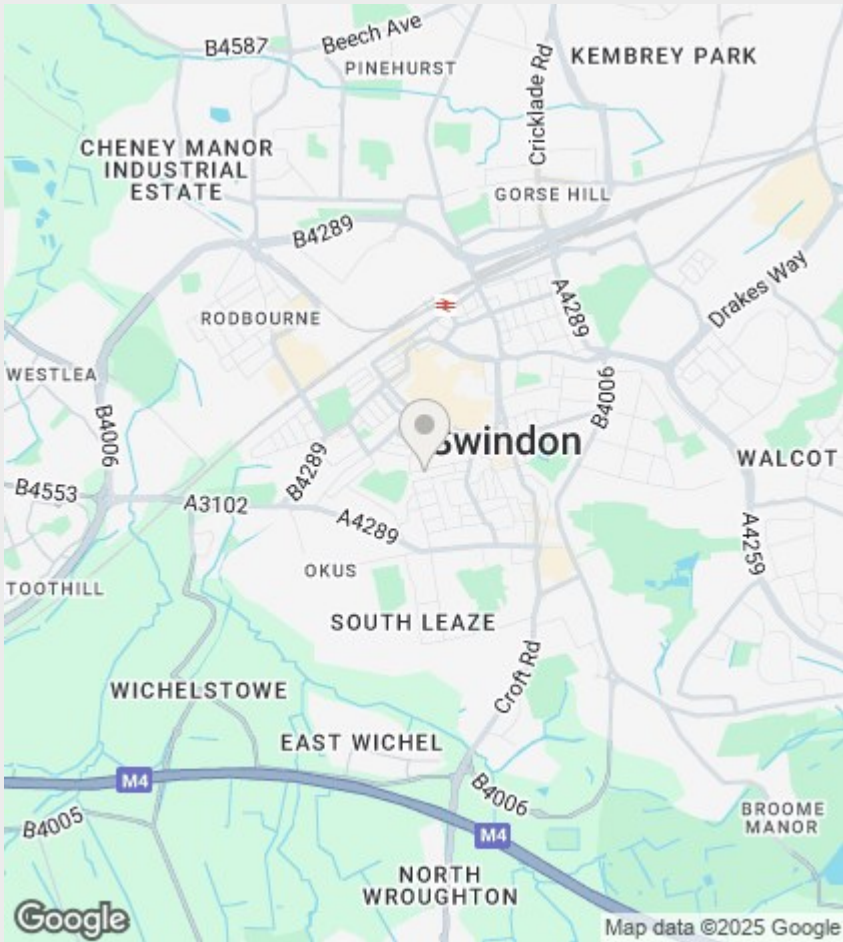 B4587
Beech Ave
PINEHURST
KEMBREY PARK
Cricklade Rd
CHENEY MANOR
INDUSTRIAL
ESTATE
GORSE HILL
B4289
A4289
Drakes Way
RODBOURNE
WESTLEA
B4006
B4006
Swindon
B4289
WALCOT
B4553
A3102
A4289
A4259
OKUS
TOOTHILL
SOUTH LEAZE
Croft Rd
WICHELSTOWE
EAST WICHEL
M4
B4006
B4005
M4
BROOME
MANOR
NORTH
WROUGHTON
Google
Map data ©2025 Google